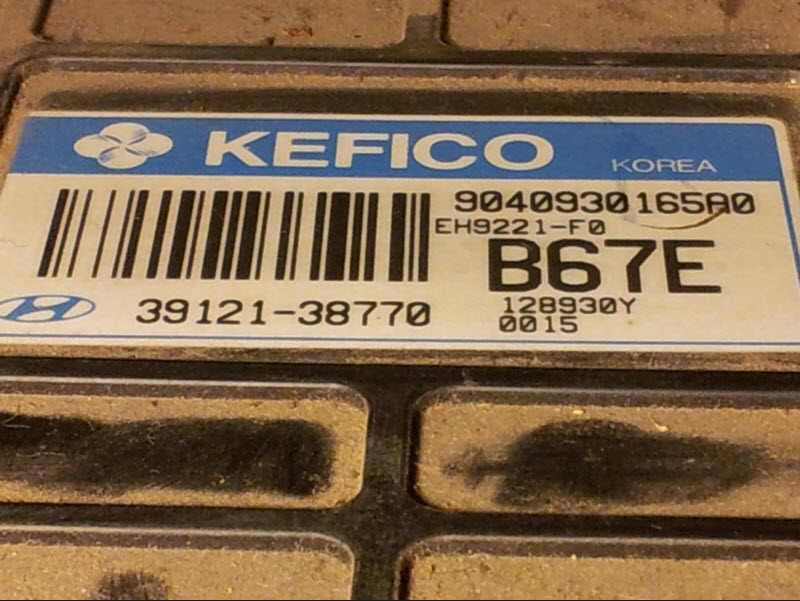 KEFICO KOREA
9040930165A0
EH9221-F0
B67E
39121-38770
128930Y
0015